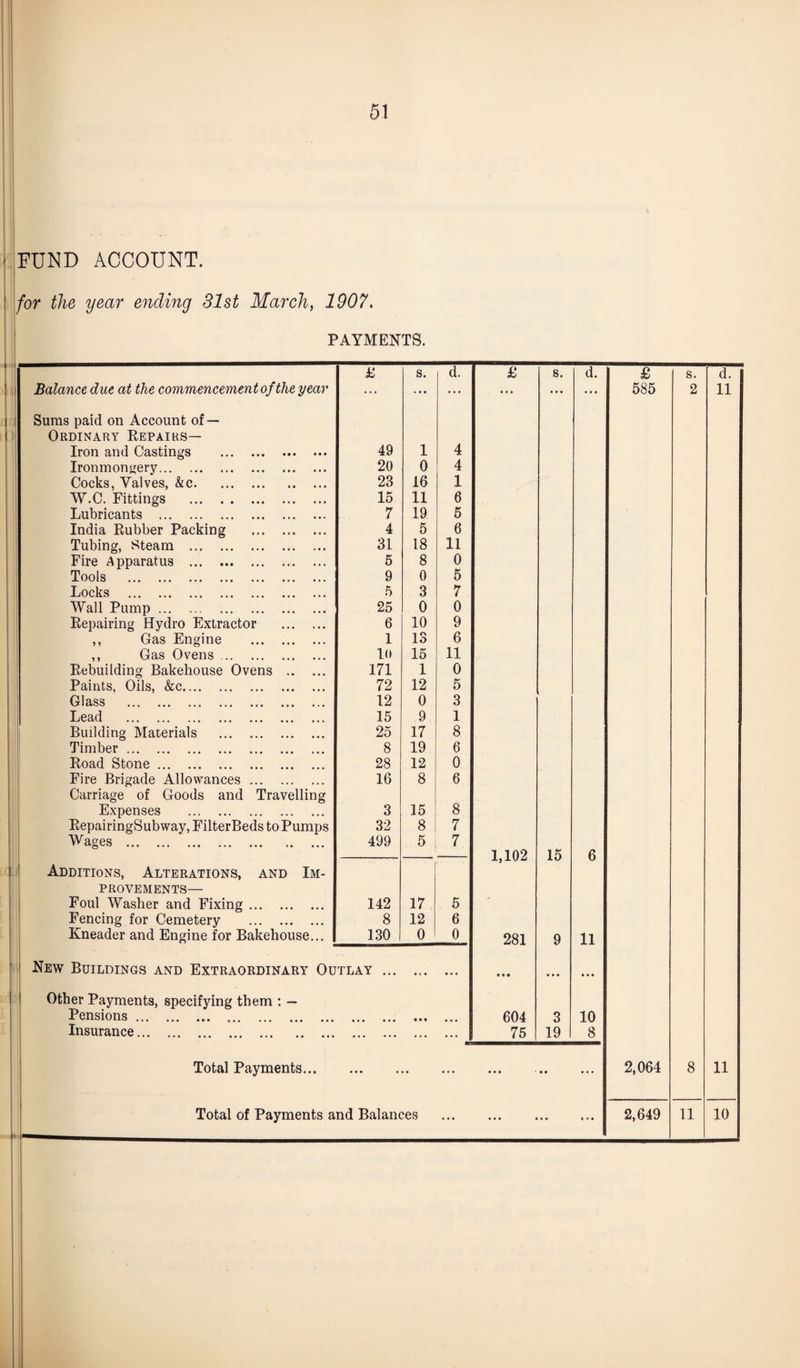 51
FUND ACCOUNT.
for the year ending 31st March, 1907.
PAYMENTS.
£ s. d. £ s. d. £ s. d.
Balance due at the commencement of the year ... ... ... ... ... ... 585 2 11
Sums paid on Account of—
ORDINARY REPAIRS—
Iron and Castings ... ... ... ... 49 1 4
Ironmongery... ... ... ... ... ... 20 0 4
Cocks, Valves, &c. ... ... .. ... 23 16 1
W.C. Fittings ... .. ... ... ... 15 11 6
Lubricants ... ... ... ... ... ... 7 19 5
India Rubber Packing ... ... ... 4 5 6
Tubing, Steam ... ... ... ... ... 31 18 11
Fire Apparatus ... ... ... ... ... 5 8 0
Tools ... ... ... ... ... ... ... 9 0 5
Locks ... ... ... ... ... ... ... 5 3 7
Wall Pump ... ... ... ... ... ... 25 0 0
Repairing Hydro Extractor ... ... 6 10 9
,, Gas Engine ... ... ... 1 13 6
,, Gas Ovens ... ... ... ... 10 15 11
Rebuilding Bakehouse Ovens .. ... 171 1 0
Paints, Oils, &c.... ... ... ... ... 72 12 5
Glass ... ... ... ... ... ... ... 12 0 3
Lead ... ... ... ... ... ... ... 15 9 1
Building Materials ... ... ... ... 25 17 8
Timber ... ... ... ... ... ... ... 8 19 6
Road Stone ... ... ... ... ... ... 28 12 0
Fire Brigade Allowances ... ... ... 16 8 6
Carriage of Goods and Travelling
Expenses ... ... ... ... ... 3 15 8
Repairing Subway, Filter Beds to Pumps 32 8 7
Wages ... ... ... ... ... .. ... 499 5 7
1,102 15 6
ADDITIONS, ALTERATIONS, AND IM-
PROVEMENTS—
Foul Washer and Fixing ... ... ... 142 17 5
Fencing for Cemetery ... ... ... 8 12 6
Kneader and Engine for Bakehouse... 130 0 0 281 9 11
NEW BUILDINGS AND EXTRAORDINARY OUTLAY ... ... ... ... ... ...
Other Payments, specifying them :—
Pensions ... ... ... ... ... ... ... ... ... ... ... 604 3 10
Insurance ... ... ... ... ... .. ... ... ... ... ... ... 75 19 8
Total Payments... ... ... ... ... .. ... 2,064 8 11
Total of Payments and Balances ... ... ... ... 2,649 11 10